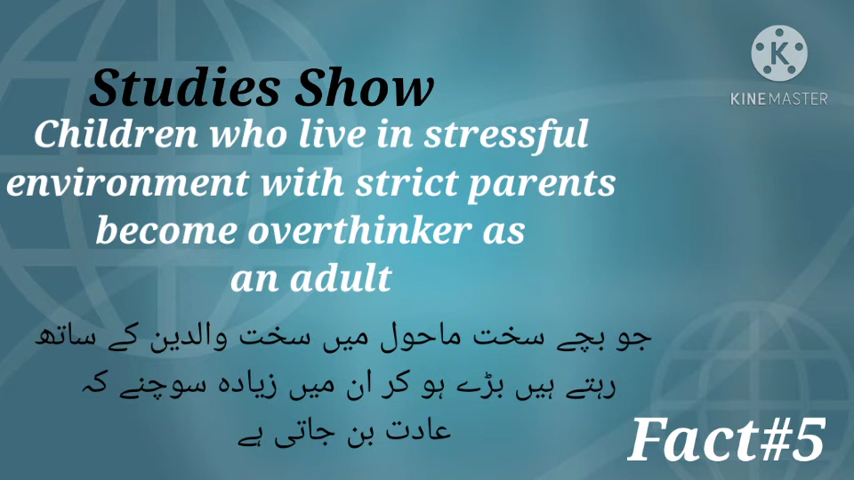 K
KINEMASTER
Studies Show
Children who live in stressful
environment with strict parents
become overthinker as
an adult
جو بچے سخت ماحول میں سخت والدین کے ساتھ
رہتے ہیں بڑے ہو کر ان میں زیادہ سوچنے کہ
عادت بن جاتی ہے
Fact#5